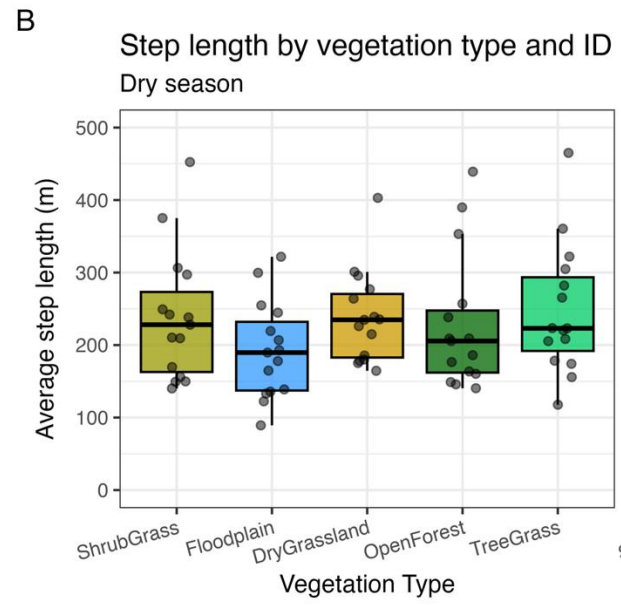 B
Step length by vegetation type and ID
Dry season
Average step length (m)
500
400
300
200
100
0
ShrubGrass
Floodplain
DryGrassland
OpenForest
TreeGrass
Vegetation Type